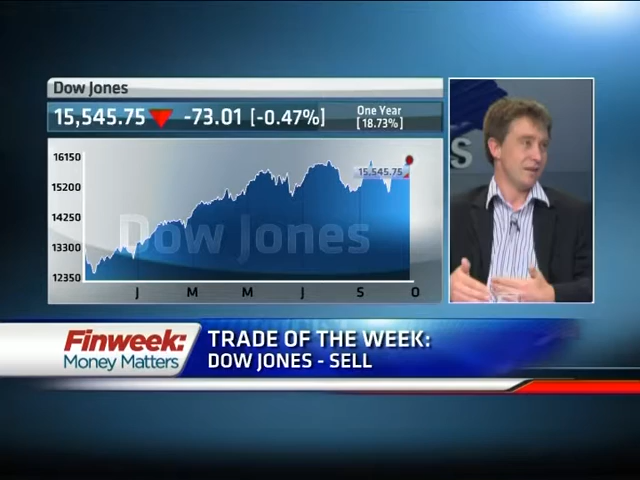 Dow Jones
15,545.75 -73.01 [-0.47%]
One Year
[18.73%]
16150
15200
14250
13300
12350
15,545.75
Dow Jones
J M M J S O
S
Finweek:
Money Matters
TRADE OF THE WEEK:
DOW JONES - SELL